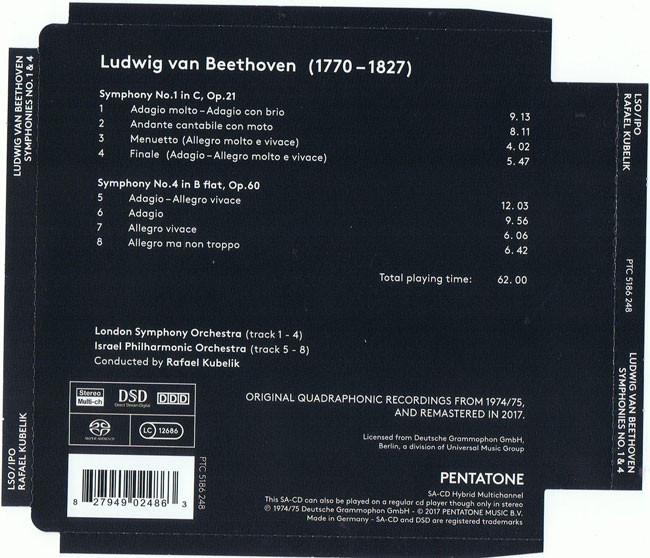 Ludwig van Beethoven (1770–1827)
Symphony No.1 in C, Op.21
1 Adagio molto–Adagio con brio 9.13
2 Andante cantabile con moto 8.11
3 Menuetto (Allegro molto e vivace) 4.02
4 Finale (Adagio–Allegro molto e vivace) 5.47
Symphony No.4 in B flat, Op.60
5 Adagio–Allegro vivace 12.03
6 Adagio 9.56
7 Allegro vivace 6.06
8 Allegro ma non troppo 6.42
Total playing time: 62.00
London Symphony Orchestra (track 1 - 4)
Israel Philharmonic Orchestra (track 5 - 8)
Conducted by Rafael Kubelik
Stereo
Multi-ch
DSD
Direct Stream Digital
DDD
SUPER AUDIO CD
LC 12686
8 27949 02486 3
PTC 5186 248
ORIGINAL QUADRAPHONIC RECORDINGS FROM 1974/75,
AND REMASTERED IN 2017.
Licensed from Deutsche Grammophon GmbH,
Berlin, a division of Universal Music Group
PENTATONE
SA-CD Hybrid Multichannel
This SA-CD can also be played on a regular cd player though only in stereo
℗ 1974/75 Deutsche Grammophon GmbH - © 2017 PENTATONE MUSIC B.V.
Made in Germany - SA-CD and DSD are registered trademarks
LUDWIG VAN BEETHOVEN
SYMPHONIES NO. 1 & 4
LSO/IPO
RAFAEL KUBELIK
LSO/IPO
RAFAEL KUBELIK
PTC 5186 248
LUDWIG VAN BEETHOVEN
SYMPHONIES NO. 1 & 4